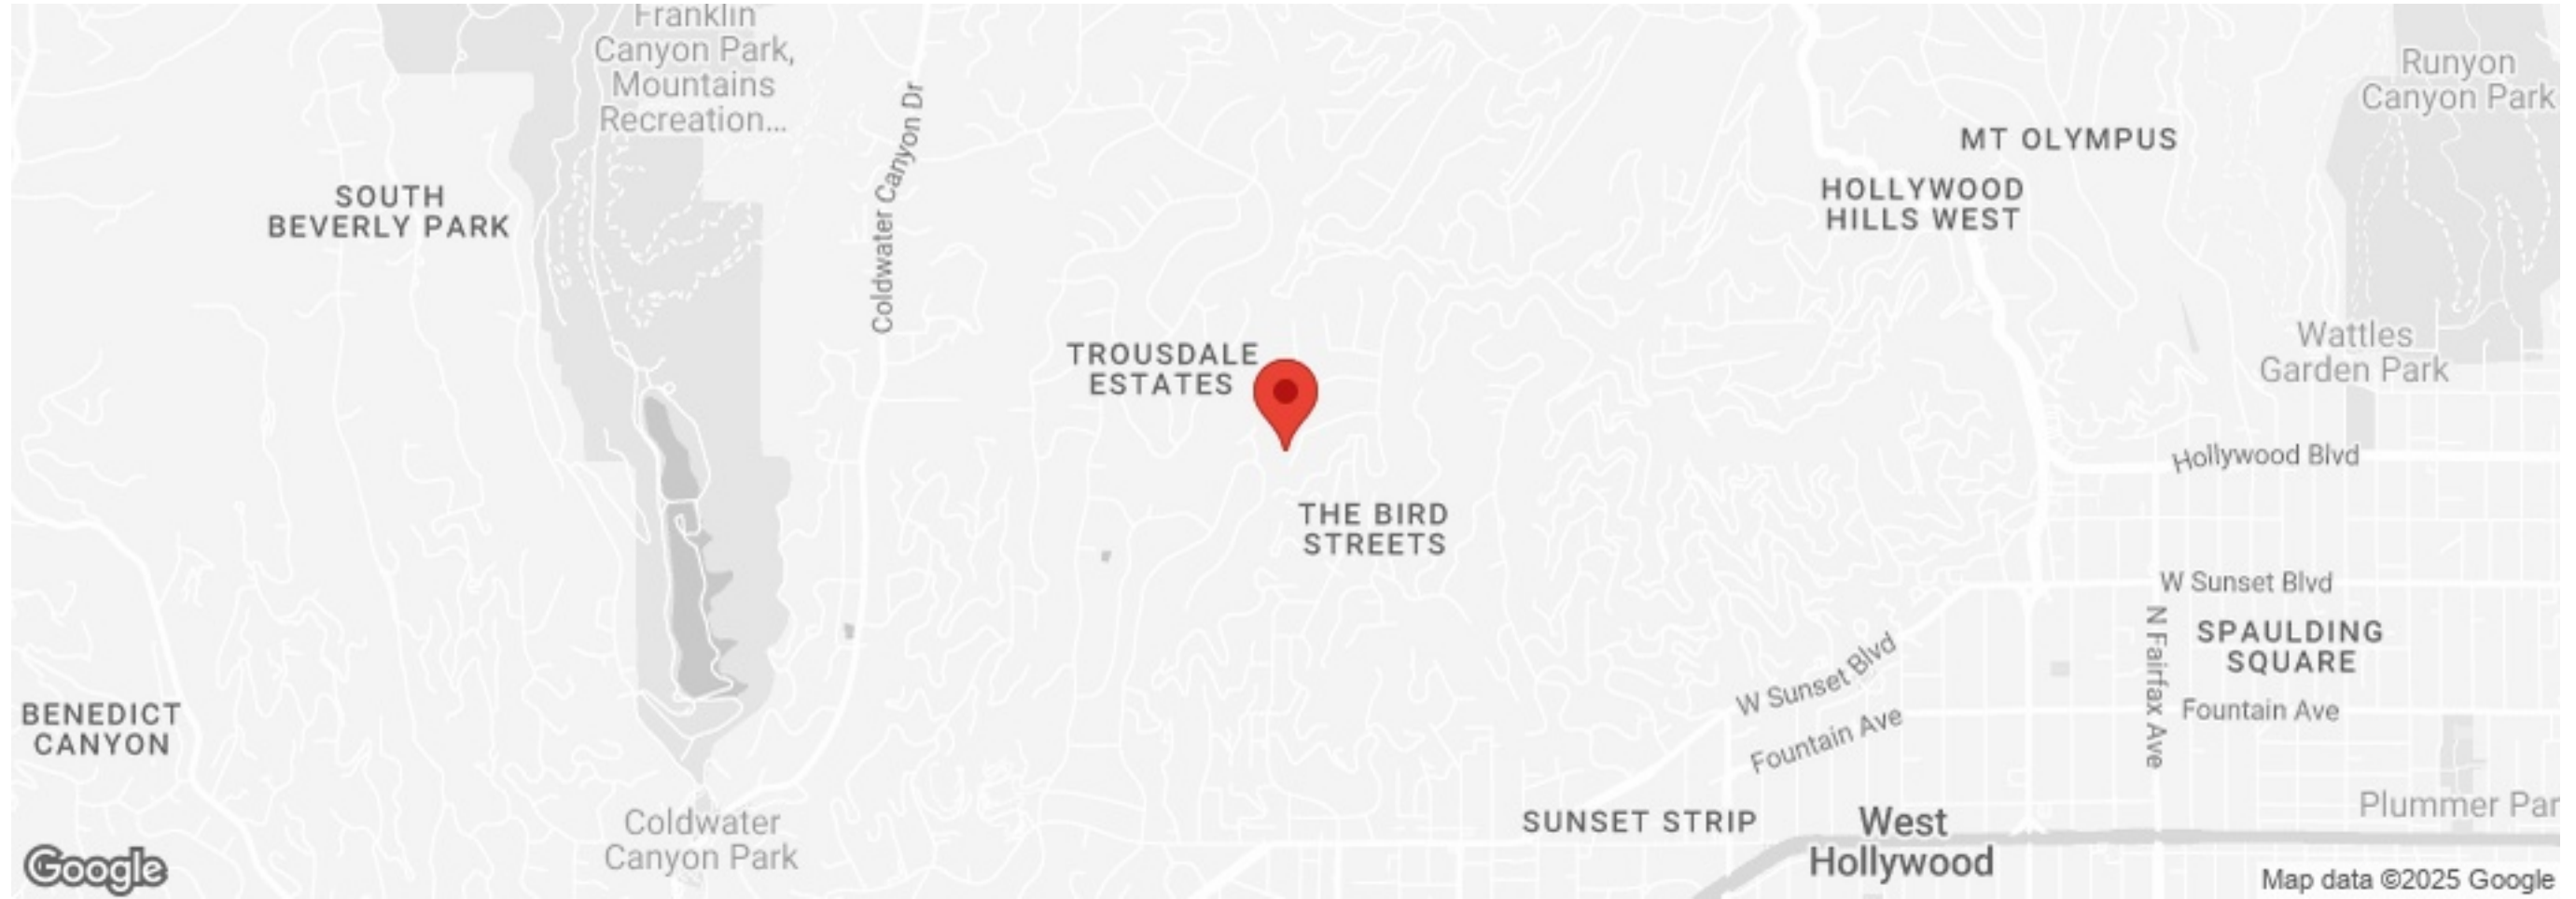 Franklin
Canyon Park,
Mountains
Recreation...
Coldwater Canyon Dr
Runyon
Canyon Park
MT OLYMPUS
SOUTH
BEVERLY PARK
HOLLYWOOD
HILLS WEST
TROUSDALE
ESTATES
Wattles
Garden Park
Hollywood Blvd
THE BIRD
STREETS
W Sunset Blvd
N Fairfax Ave
SPAULDING
SQUARE
W Sunset Blvd
Fountain Ave
Fountain Ave
BENEDICT
CANYON
Coldwater
Canyon Park
SUNSET STRIP
West
Hollywood
Plummer Par
Google
Map data ©2025 Google